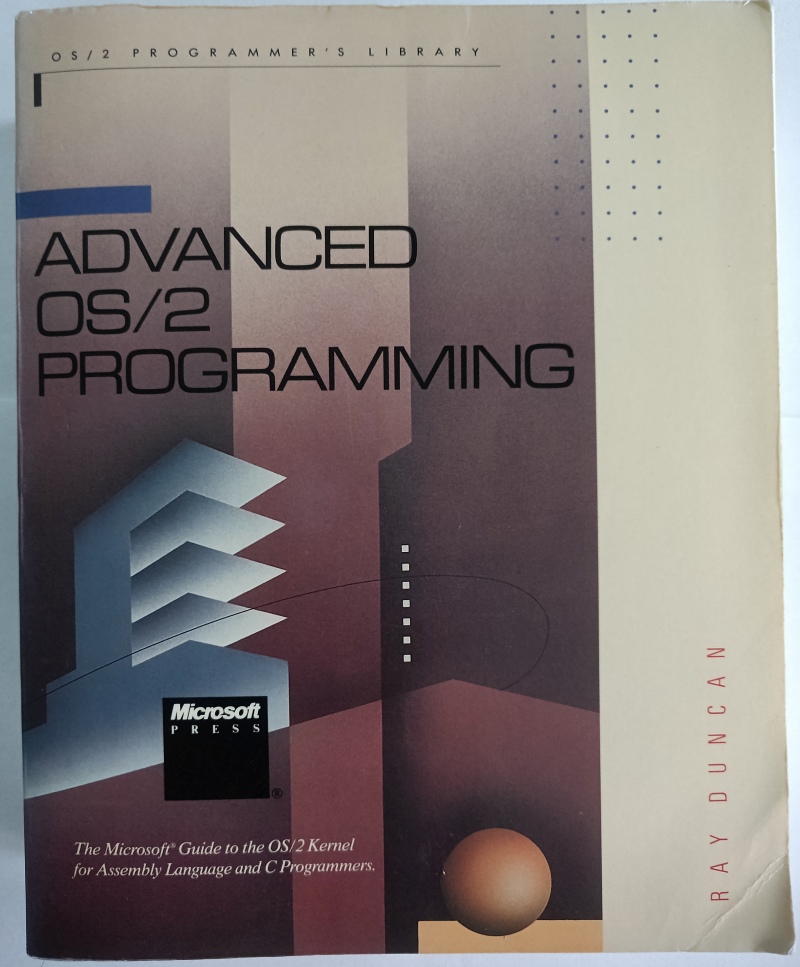 OS/2 PROGRAMMER'S LIBRARY
ADVANCED
OS/2
PROGRAMMING
Microsoft
PRESS
®
The Microsoft® Guide to the OS/2 Kernel
for Assembly Language and C Programmers.
RAY DUNCAN